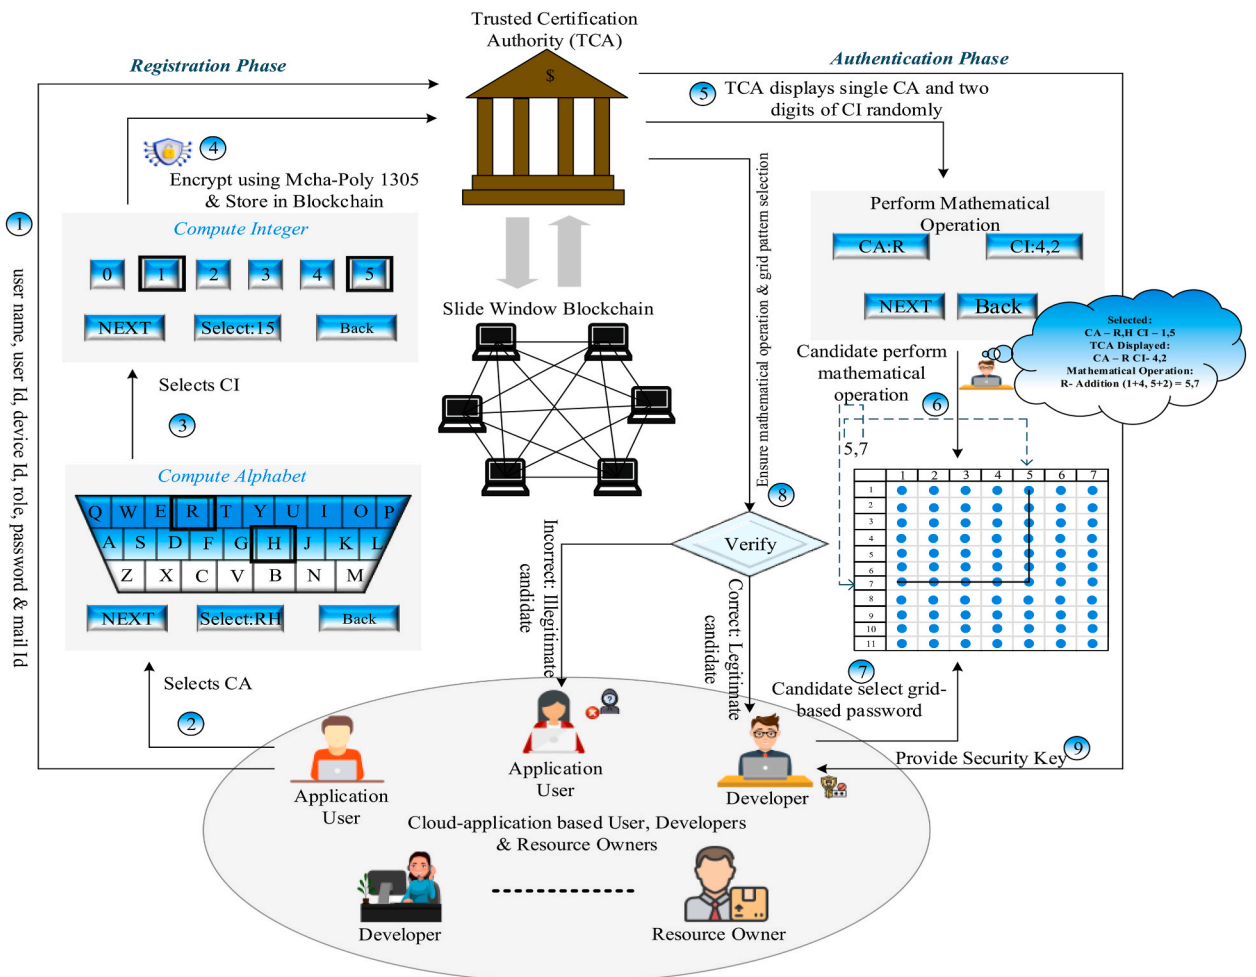 Trusted Certification
Authority (TCA)
Registration Phase
Authentication Phase
$
5
TCA displays single CA and two
digits of CI randomly
4
Encrypt using Mcha-Poly 1305
& Store in Blockchain
1
user name, user Id, device Id, role, password & mail Id
Compute Integer
0 1 2 3 4 5
NEXT Select:15 Back
Selects CI
3
Compute Alphabet
Q W E R T Y U I O P
A S D F G H J K L
Z X C V B N M
NEXT Select:RH Back
Selects CA
2
Slide Window Blockchain
Ensure mathematical operation & grid pattern selection
Perform Mathematical
Operation
CA:R CI:4,2
NEXT Back
Selected:
CA – R,H CI – 1,5
TCA Displayed:
CA – R CI- 4,2
Mathematical Operation:
R- Addition (1+4, 5+2) = 5,7
Candidate perform
mathematical
operation
6
5,7
1 2 3 4 5 6 7
1
2
3
4
5
6
7
8
9
10
11
8
Verify
Incorrect: Illegitimate
candidate
Correct: Legitimate
candidate
7
Candidate select grid-
based password
9
Provide Security Key
Application
User
Application
User
?
Developer
Cloud-application based User, Developers
& Resource Owners
Developer
Resource Owner